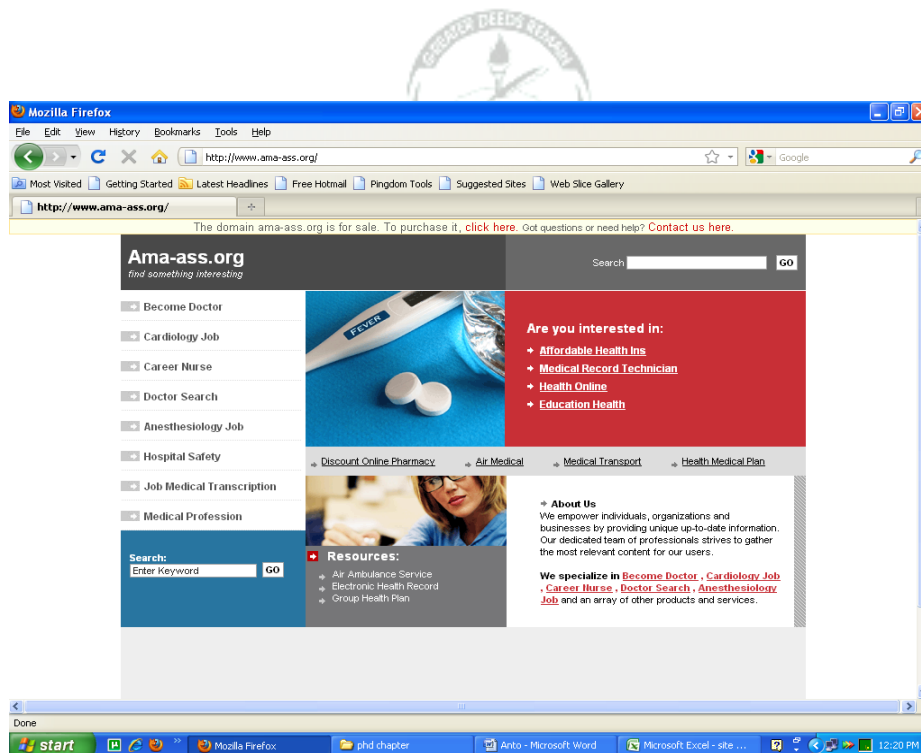 GREATER DEEDS REMAIN
Mozilla Firefox
File Edit View History Bookmarks Tools Help
http://www.ama-ass.org/
Google
Most Visited Getting Started Latest Headlines Free Hotmail Pingdom Tools Suggested Sites Web Slice Gallery
http://www.ama-ass.org/
The domain ama-ass.org is for sale. To purchase it, click here. Got questions or need help? Contact us here.
Ama-ass.org
find something interesting
Search GO
Become Doctor
Cardiology Job
Career Nurse
Doctor Search
Anesthesiology Job
Hospital Safety
Job Medical Transcription
Medical Profession
Search:
Enter Keyword GO
FEVER
Are you interested in:
Affordable Health Ins
Medical Record Technician
Health Online
Education Health
Discount Online Pharmacy Air Medical Medical Transport Health Medical Plan
Resources:
Air Ambulance Service
Electronic Health Record
Group Health Plan
About Us
We empower individuals, organizations and
businesses by providing unique up-to-date information.
Our dedicated team of professionals strives to gather
the most relevant content for our users.
We specialize in Become Doctor , Cardiology Job
, Career Nurse , Doctor Search , Anesthesiology
Job and an array of other products and services.
Done
start Mozilla Firefox phd chapter Anto - Microsoft Word Microsoft Excel - site ... 12:20 PM